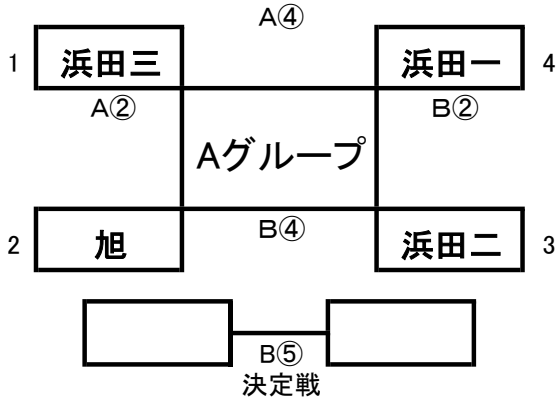 A④
1 浜田三 浜田一 4
A② B②
Aグループ
B④
2 旭 浜田二 3
B⑤
決定戦